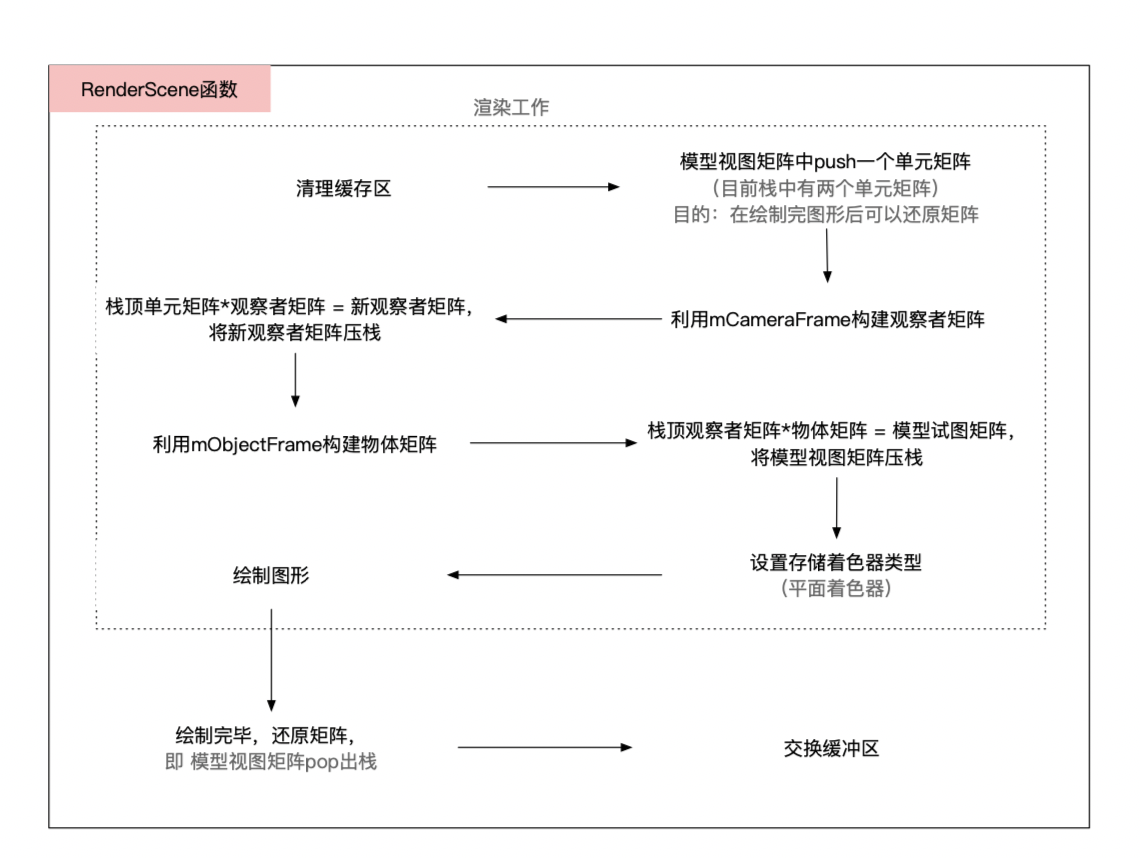 RenderScene函数
渲染工作
清理缓存区
模型视图矩阵中push一个单元矩阵
（目前栈中有两个单元矩阵）
目的：在绘制完图形后可以还原矩阵
利用mCameraFrame构建观察者矩阵
栈顶单元矩阵*观察者矩阵 = 新观察者矩阵，
将新观察者矩阵压栈
利用mObjectFrame构建物体矩阵
栈顶观察者矩阵*物体矩阵 = 模型试图矩阵，
将模型视图矩阵压栈
设置存储着色器类型
（平面着色器）
绘制图形
绘制完毕，还原矩阵，
即 模型视图矩阵pop出栈
交换缓冲区